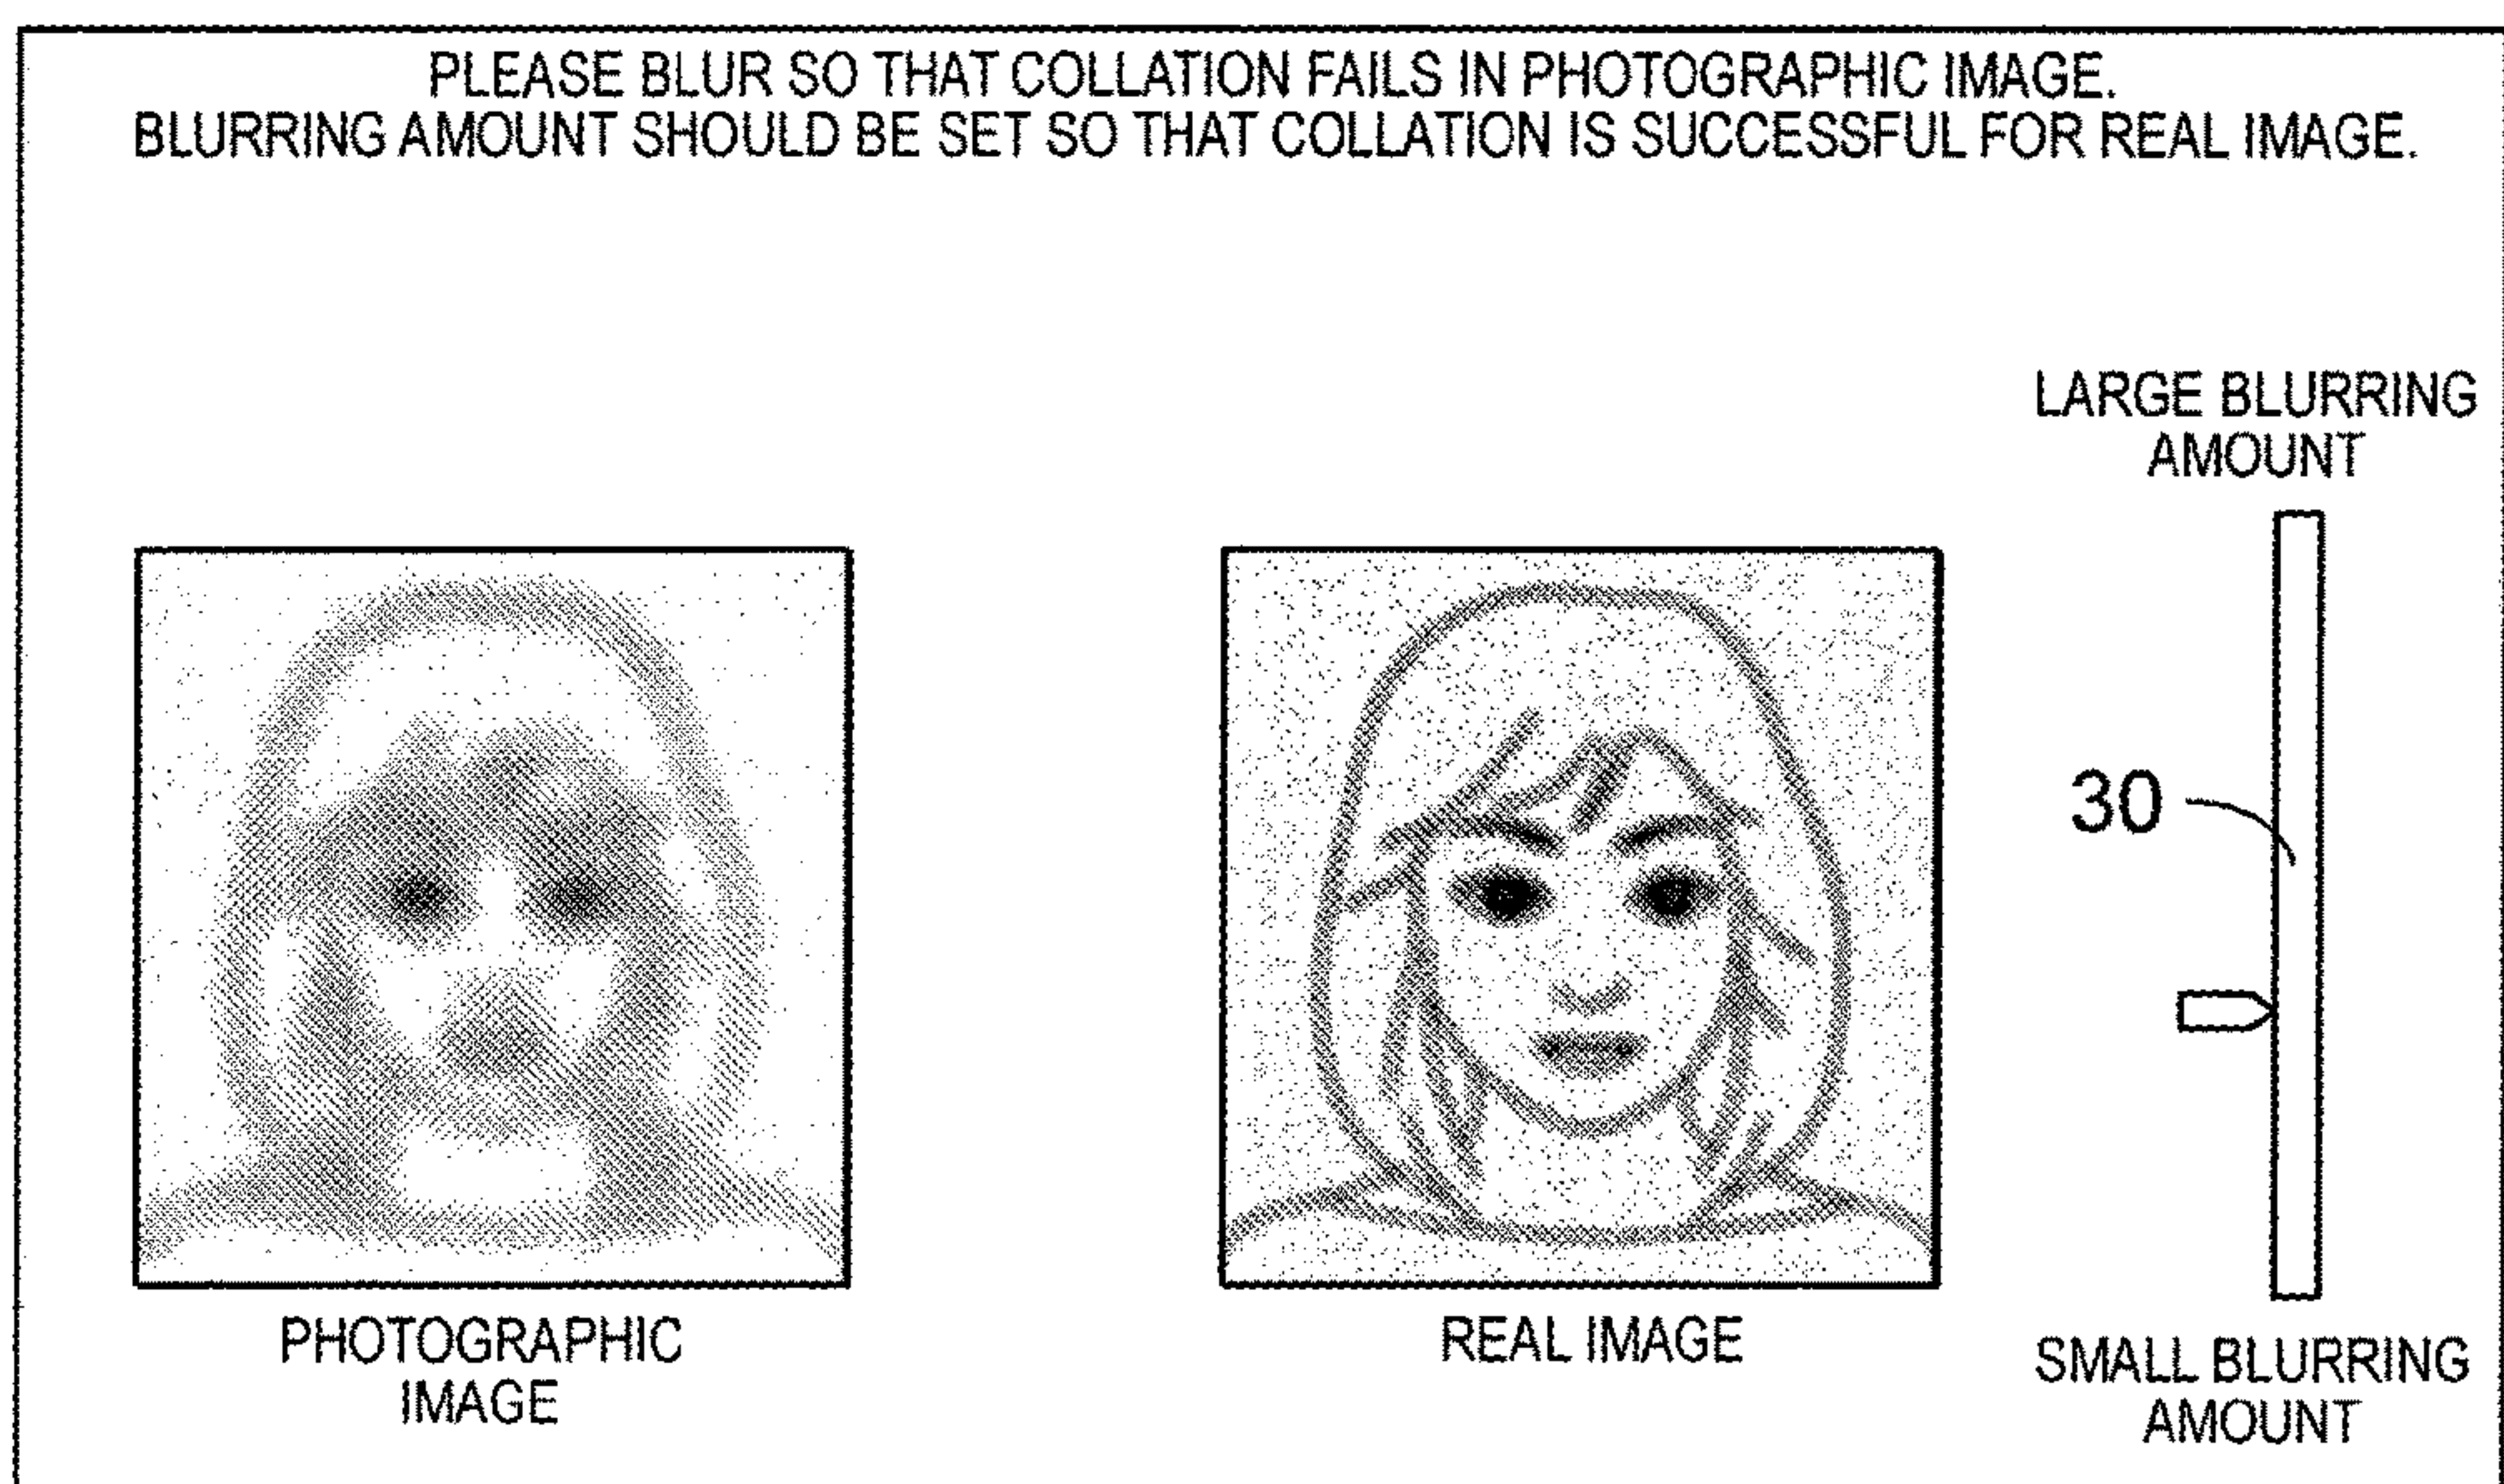 PLEASE BLUR SO THAT COLLATION FAILS IN PHOTOGRAPHIC IMAGE.
BLURRING AMOUNT SHOULD BE SET SO THAT COLLATION IS SUCCESSFUL FOR REAL IMAGE.
LARGE BLURRING
AMOUNT
30
PHOTOGRAPHIC
IMAGE
REAL IMAGE
SMALL BLURRING
AMOUNT